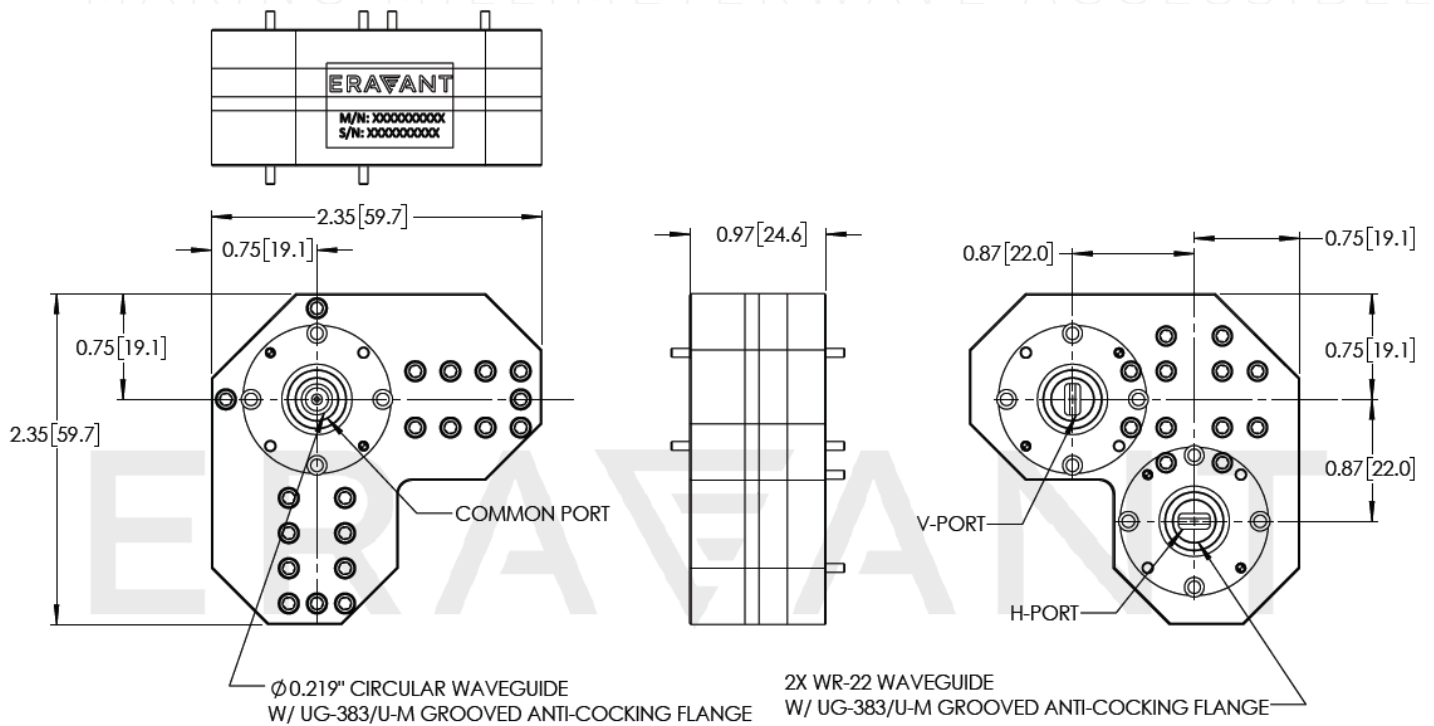 MAKING MILLIMETERWAVE ACCESSIBLE
ERAVANT
M/N: XXXXXXXXXX
S/N: XXXXXXXXXX
2.35[59.7]
0.75[19.1]
0.75[19.1]
2.35[59.7]
COMMON PORT
Ø0.219" CIRCULAR WAVEGUIDE
W/ UG-383/U-M GROOVED ANTI-COCKING FLANGE
0.97[24.6]
0.87[22.0]
0.75[19.1]
0.75[19.1]
0.87[22.0]
V-PORT
H-PORT
2X WR-22 WAVEGUIDE
W/ UG-383/U-M GROOVED ANTI-COCKING FLANGE
ERAVANT